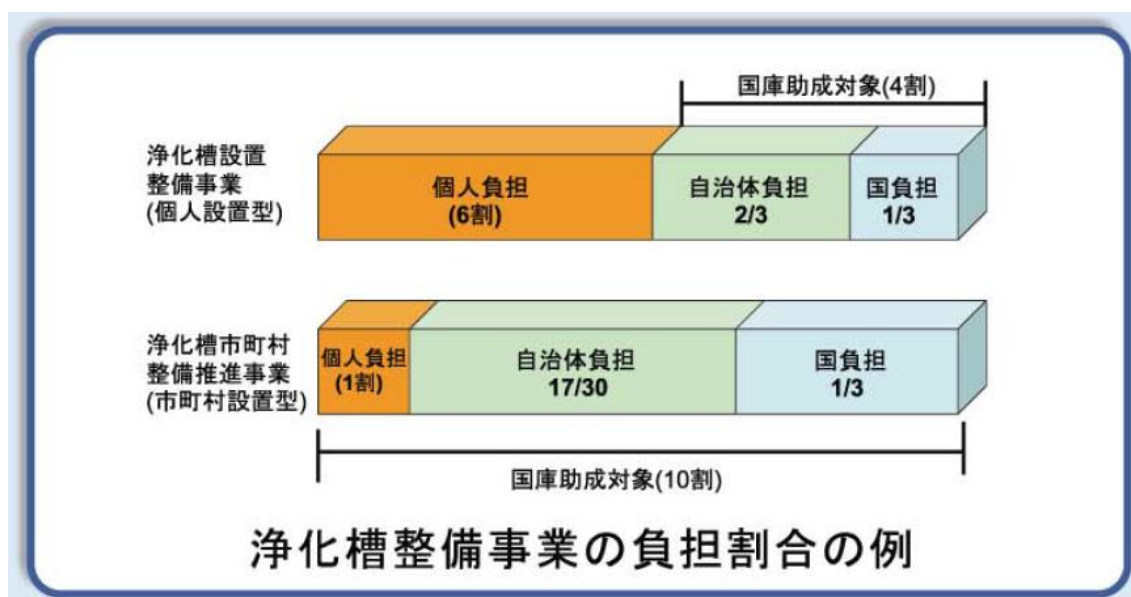 国庫助成対象(4割)
浄化槽設置
整備事業
(個人設置型)
個人負担
(6割)
自治体負担
2/3
国負担
1/3
浄化槽市町村
整備推進事業
(市町村設置型)
個人負担
(1割)
自治体負担
17/30
国負担
1/3
国庫助成対象(10割)
浄化槽整備事業の負担割合の例